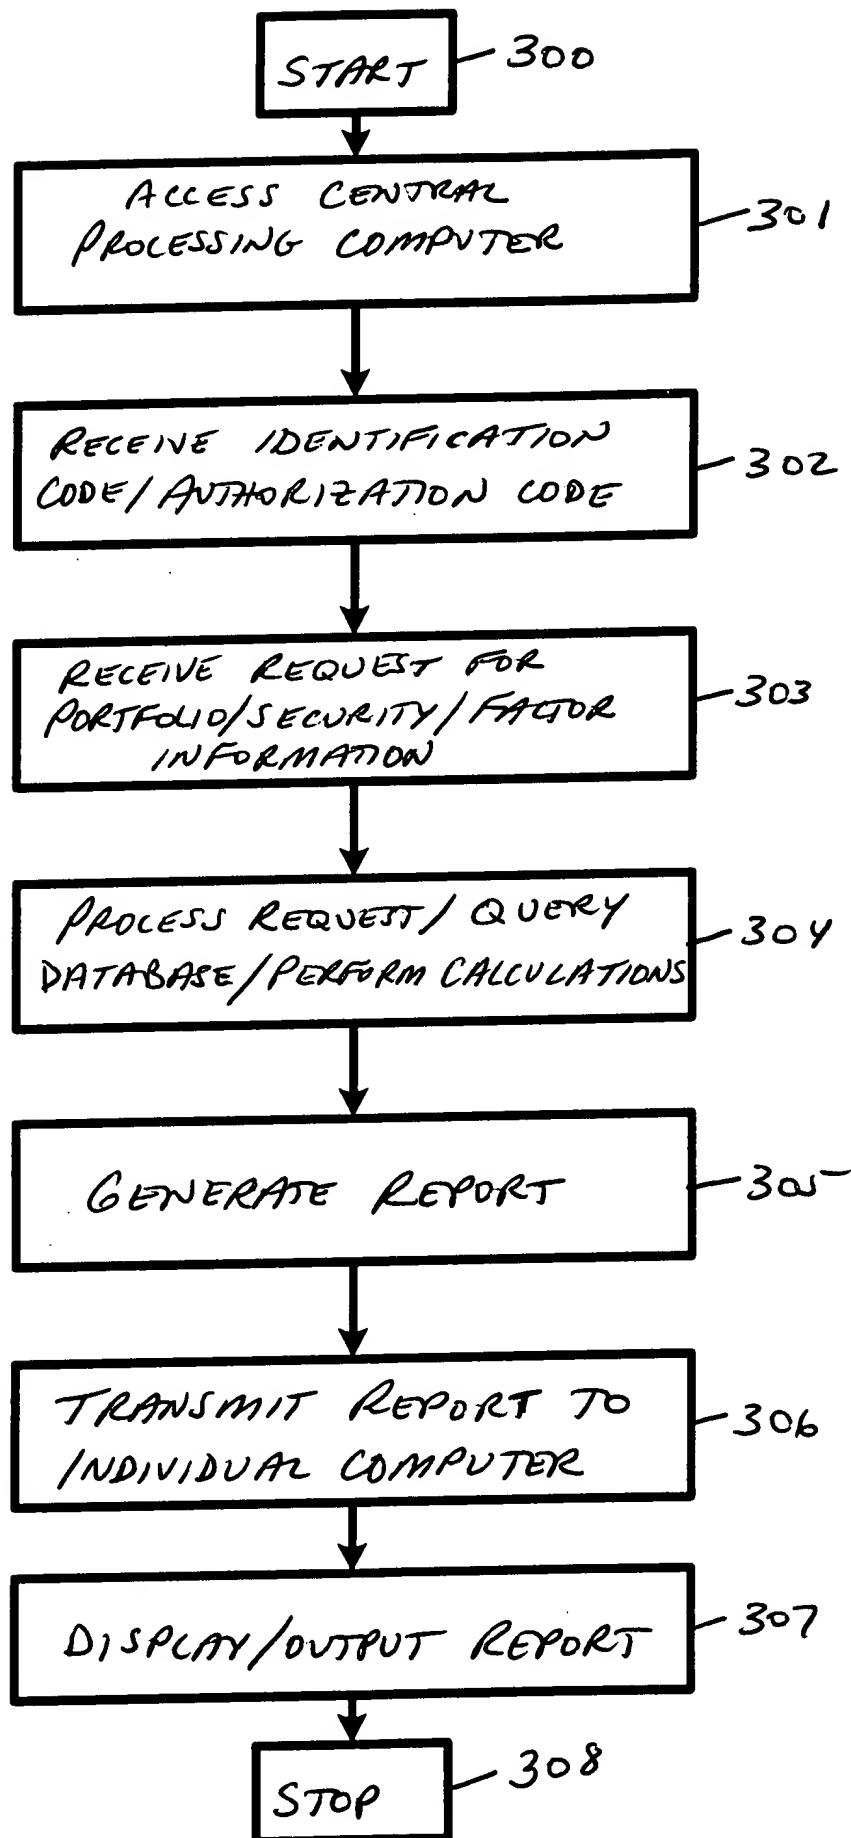 START
300
ACCESS CENTRAL
PROCESSING COMPUTER
301
RECEIVE IDENTIFICATION
CODE/AUTHORIZATION CODE
302
RECEIVE REQUEST FOR
PORTFOLIO/SECURITY/FACTOR
INFORMATION
303
PROCESS REQUEST/QUERY
DATABASE/PERFORM CALCULATIONS
304
GENERATE REPORT
305
TRANSMIT REPORT TO
INDIVIDUAL COMPUTER
306
DISPLAY/OUTPUT REPORT
307
STOP
308